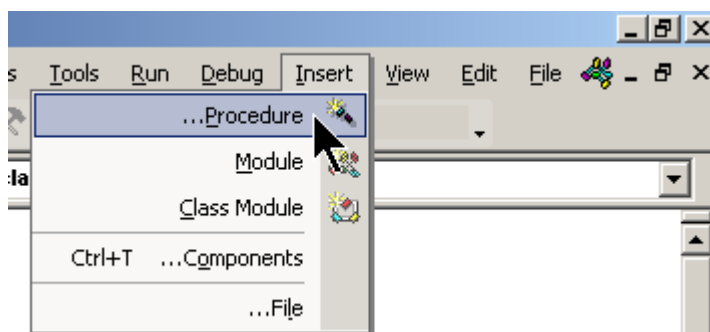 Tools Run Debug Insert View Edit File
...Procedure
Module
Class Module
Ctrl+T ...Components
...File